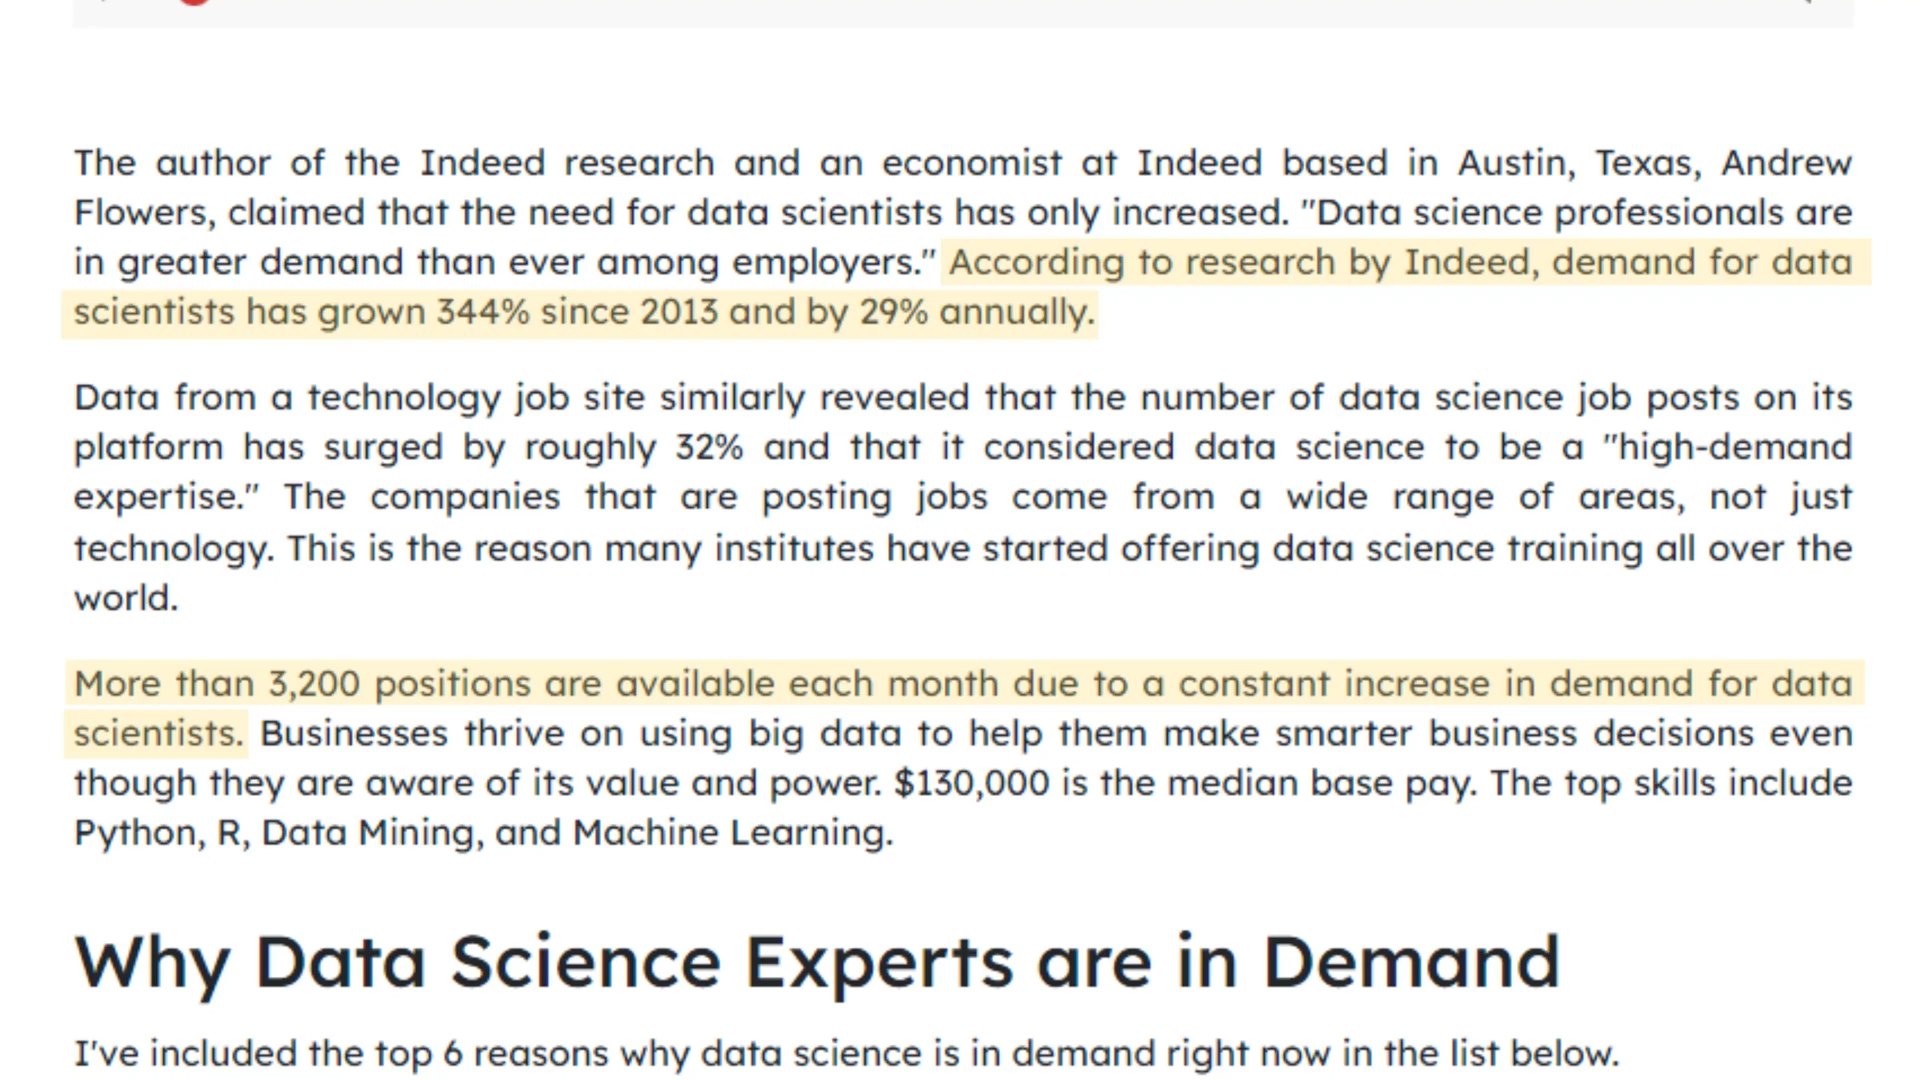 The author of the Indeed research and an economist at Indeed based in Austin, Texas, Andrew
Flowers, claimed that the need for data scientists has only increased. "Data science professionals are
in greater demand than ever among employers." According to research by Indeed, demand for data
scientists has grown 344% since 2013 and by 29% annually.
Data from a technology job site similarly revealed that the number of data science job posts on its
platform has surged by roughly 32% and that it considered data science to be a "high-demand
expertise." The companies that are posting jobs come from a wide range of areas, not just
technology. This is the reason many institutes have started offering data science training all over the
world.
More than 3,200 positions are available each month due to a constant increase in demand for data
scientists. Businesses thrive on using big data to help them make smarter business decisions even
though they are aware of its value and power. $130,000 is the median base pay. The top skills include
Python, R, Data Mining, and Machine Learning.
Why Data Science Experts are in Demand
I've included the top 6 reasons why data science is in demand right now in the list below.